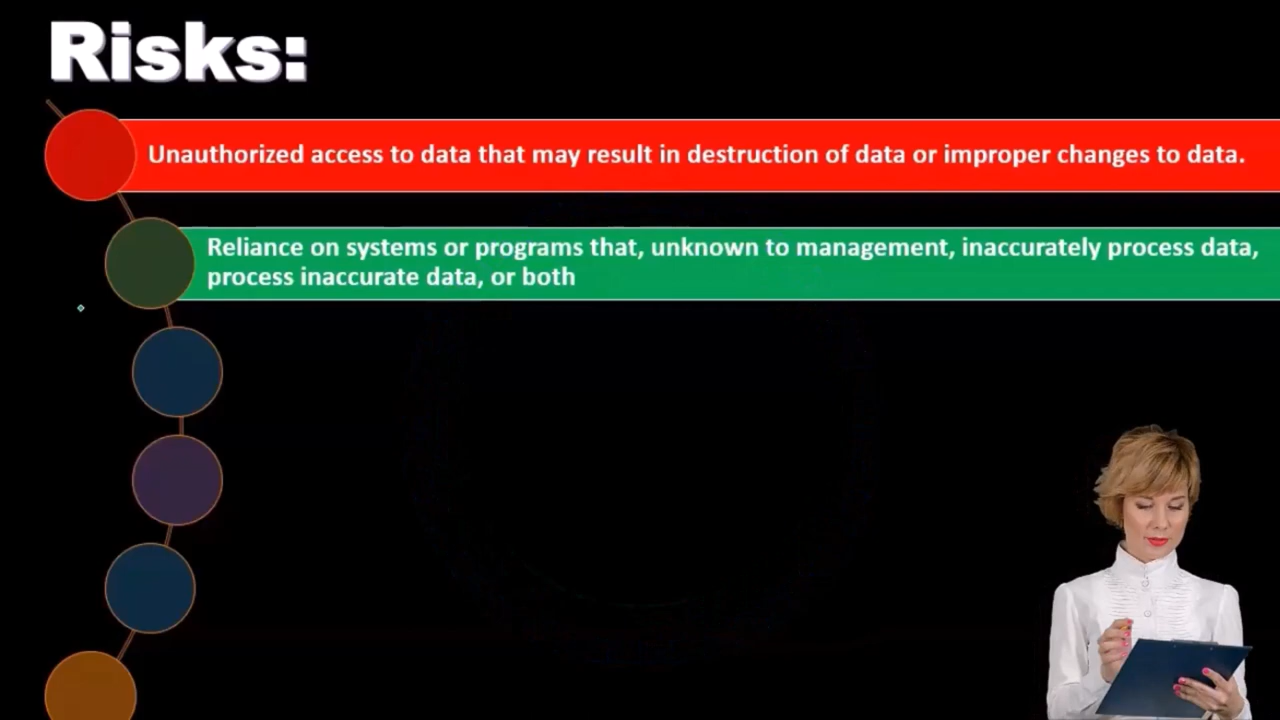 Risks:
Unauthorized access to data that may result in destruction of data or improper changes to data.
Reliance on systems or programs that, unknown to management, inaccurately process data,
process inaccurate data, or both